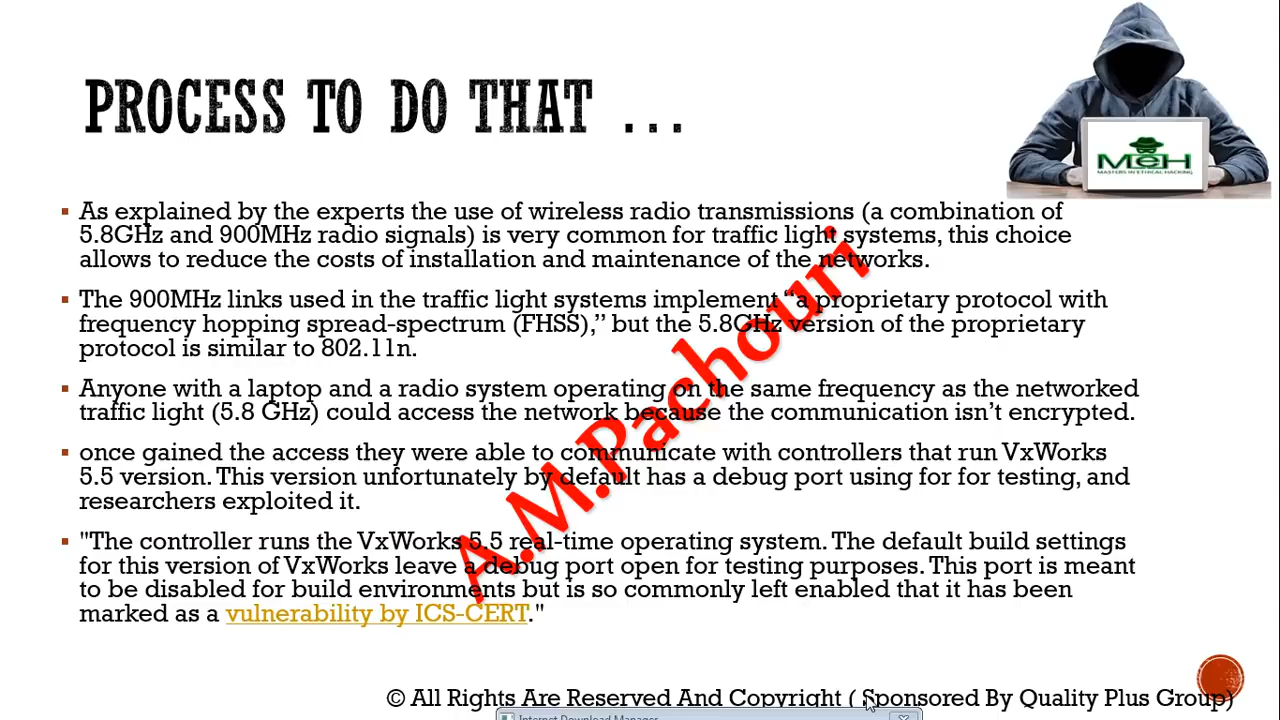 PROCESS TO DO THAT ...
MEH
MASTERS IN ETHICAL HACKING
As explained by the experts the use of wireless radio transmissions (a combination of
5.8GHz and 900MHz radio signals) is very common for traffic light systems, this choice
allows to reduce the costs of installation and maintenance of the networks.
The 900MHz links used in the traffic light systems implement “a proprietary protocol with
frequency hopping spread-spectrum (FHSS),” but the 5.8GHz version of the proprietary
protocol is similar to 802.11n.
Anyone with a laptop and a radio system operating on the same frequency as the networked
traffic light (5.8 GHz) could access the network because the communication isn’t encrypted.
once gained the access they were able to communicate with controllers that run VxWorks
5.5 version. This version unfortunately by default has a debug port using for for testing, and
researchers exploited it.
"The controller runs the VxWorks 5.5 real-time operating system. The default build settings
for this version of VxWorks leave a debug port open for testing purposes. This port is meant
to be disabled for build environments but is so commonly left enabled that it has been
marked as a vulnerability by ICS-CERT."
A.M.Pachouri
© All Rights Are Reserved And Copyright ( Sponsored By Quality Plus Group)
Internet Download Manager